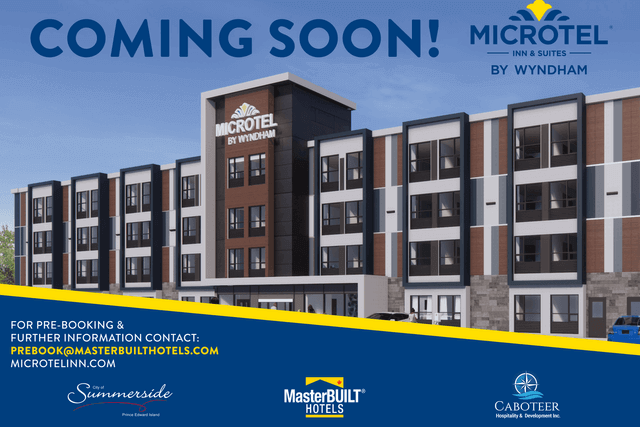 COMING SOON!
MICROTEL®
INN & SUITES
BY WYNDHAM
MICROTEL
BY WYNDHAM
FOR PRE-BOOKING &
FURTHER INFORMATION CONTACT:
PREBOOK@MASTERBUILTHOTELS.COM
MICROTELINN.COM
City of
Summerside
Prince Edward Island
MasterBUILT®
HOTELS
CABOTEER
Hospitality & Development Inc.